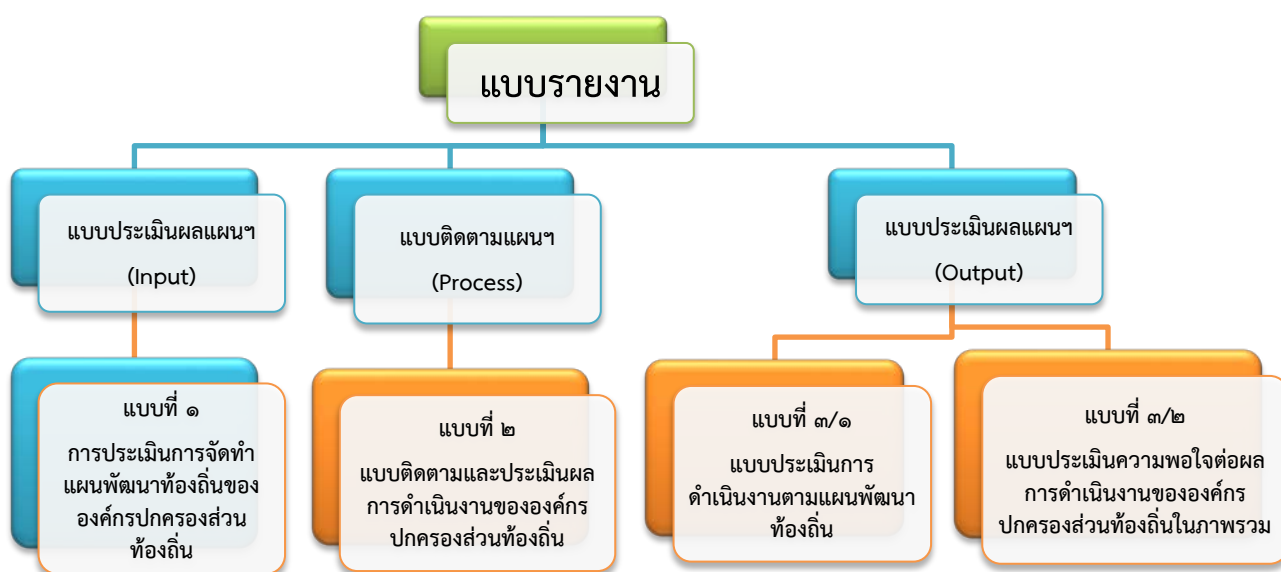 แบบรายงาน
แบบประเมินผลแผนฯ
(Input)
แบบติดตามแผนฯ
(Process)
แบบประเมินผลแผนฯ
(Output)
แบบที่ ๑
การประเมินการจัดทำ
แผนพัฒนาท้องถิ่นของ
องค์กรปกครองส่วน
ท้องถิ่น
แบบที่ ๒
แบบติดตามและประเมินผล
การดำเนินงานขององค์กร
ปกครองส่วนท้องถิ่น
แบบที่ ๓/๑
แบบประเมินการ
ดำเนินงานตามแผนพัฒนา
ท้องถิ่น
แบบที่ ๓/๒
แบบประเมินความพอใจต่อผล
การดำเนินงานขององค์กร
ปกครองส่วนท้องถิ่นในภาพรวม